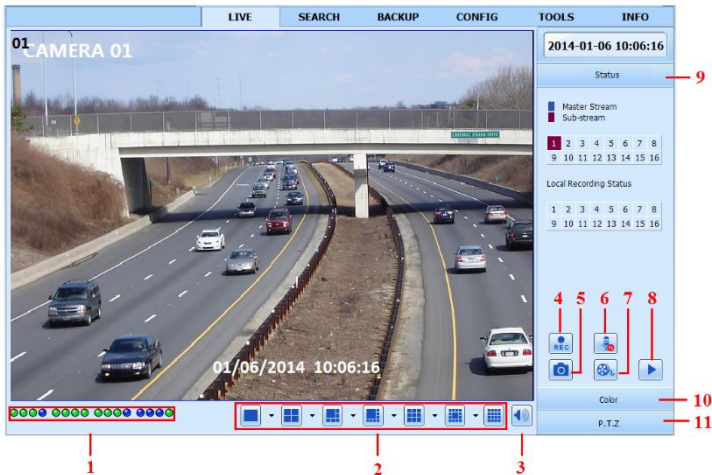 LIVE SEARCH BACKUP CONFIG TOOLS INFO
01
CAMERA 01
2014-01-06 10:06:16
Status
9
Master Stream
Sub-stream
1 2 3 4 5 6 7 8
9 10 11 12 13 14 15 16
Local Recording Status
1 2 3 4 5 6 7 8
9 10 11 12 13 14 15 16
4 5 6 7 8
REC
01/06/2014 10:06:16
Color
10
P.T.Z
11
1 2 3